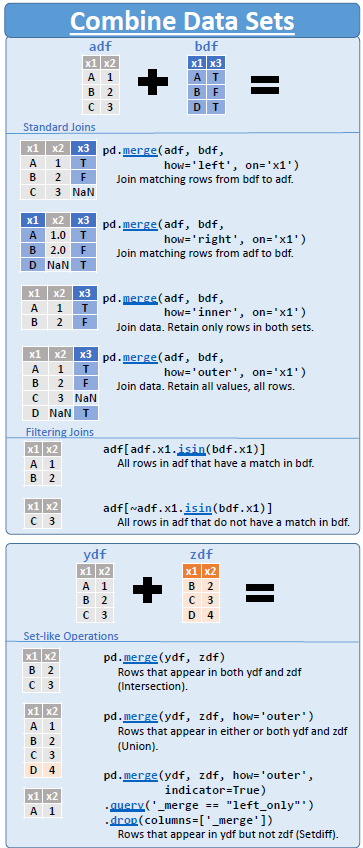 Combine Data Sets
adf bdf
x1 x2 x1 x3
A 1 A T
B 2 B F
C 3 D T
Standard Joins
x1 x2 x3
A 1 T
B 2 F
C 3 NaN
pd.merge(adf, bdf,
how='left', on='x1')
Join matching rows from bdf to adf.
x1 x2 x3
A 1.0 T
B 2.0 F
D NaN T
pd.merge(adf, bdf,
how='right', on='x1')
Join matching rows from adf to bdf.
x1 x2 x3
A 1 T
B 2 F
pd.merge(adf, bdf,
how='inner', on='x1')
Join data. Retain only rows in both sets.
x1 x2 x3
A 1 T
B 2 F
C 3 NaN
D NaN T
pd.merge(adf, bdf,
how='outer', on='x1')
Join data. Retain all values, all rows.
Filtering Joins
x1 x2
A 1
B 2
adf[adf.x1.isin(bdf.x1)]
All rows in adf that have a match in bdf.
x1 x2
C 3
adf[~adf.x1.isin(bdf.x1)]
All rows in adf that do not have a match in bdf.
ydf zdf
x1 x2 x1 x2
A 1 B 2
B 2 C 3
C 3 D 4
Set-like Operations
x1 x2
B 2
C 3
pd.merge(ydf, zdf)
Rows that appear in both ydf and zdf
(Intersection).
x1 x2
A 1
B 2
C 3
D 4
pd.merge(ydf, zdf, how='outer')
Rows that appear in either or both ydf and zdf
(Union).
x1 x2
A 1
pd.merge(ydf, zdf, how='outer',
indicator=True)
.query('_merge == "left_only"')
.drop(columns=['_merge'])
Rows that appear in ydf but not zdf (Setdiff).